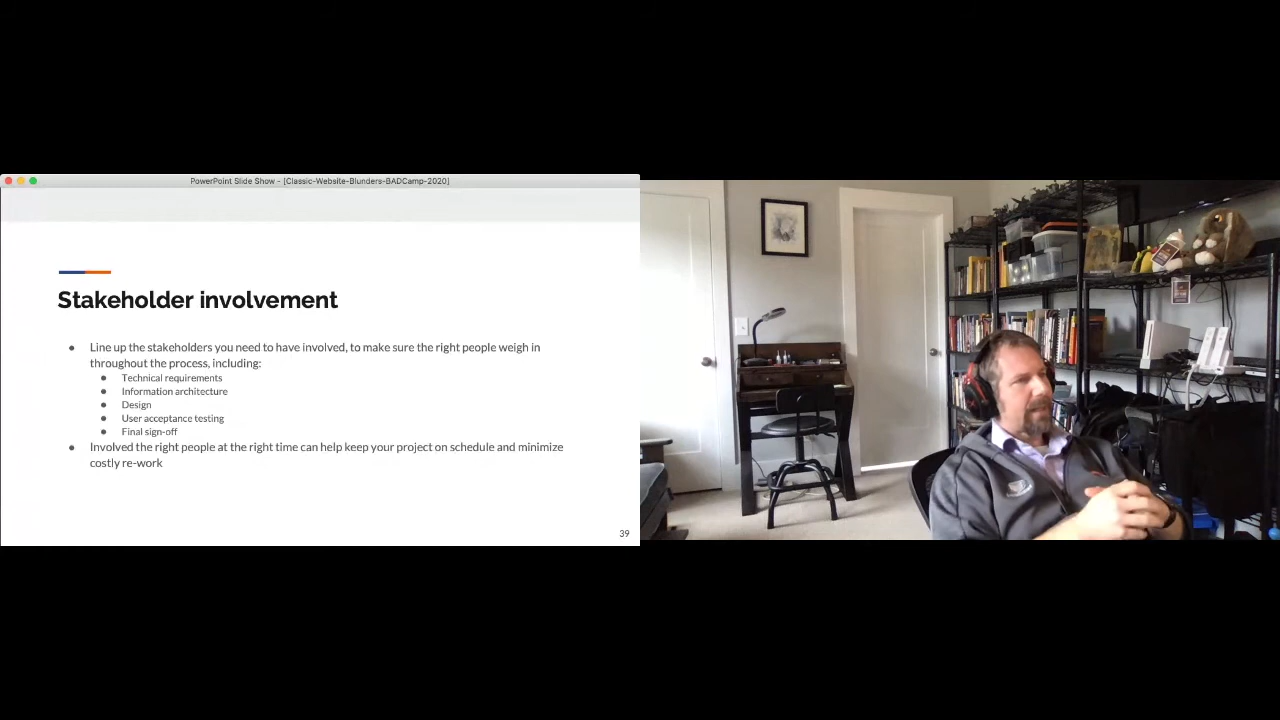 PowerPoint Slide Show - [Classic-Website-Blunders-BADCamp-2020]
Stakeholder involvement
● Line up the stakeholders you need to have involved, to make sure the right people weigh in
throughout the process, including:
● Technical requirements
● Information architecture
● Design
● User acceptance testing
● Final sign-off
● Involved the right people at the right time can help keep your project on schedule and minimize
costly re-work
39